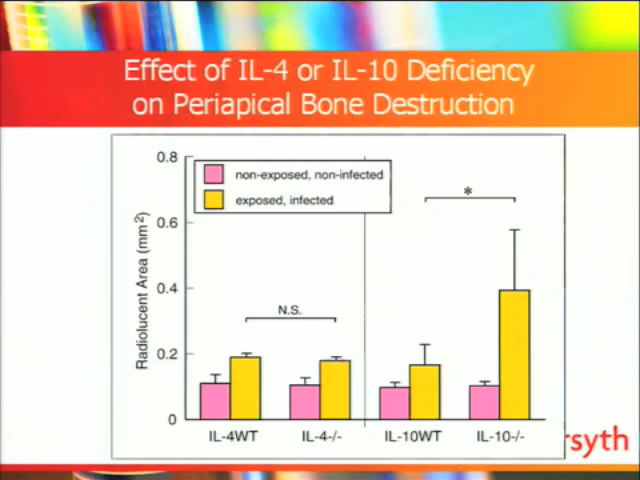 Effect of IL-4 or IL-10 Deficiency
on Periapical Bone Destruction
0.8
0.6
0.4
0.2
0
Radiolucent Area (mm²)
non-exposed, non-infected
exposed, infected
N.S.
*
IL-4WT
IL-4-/-
IL-10WT
IL-10-/-
rsyth